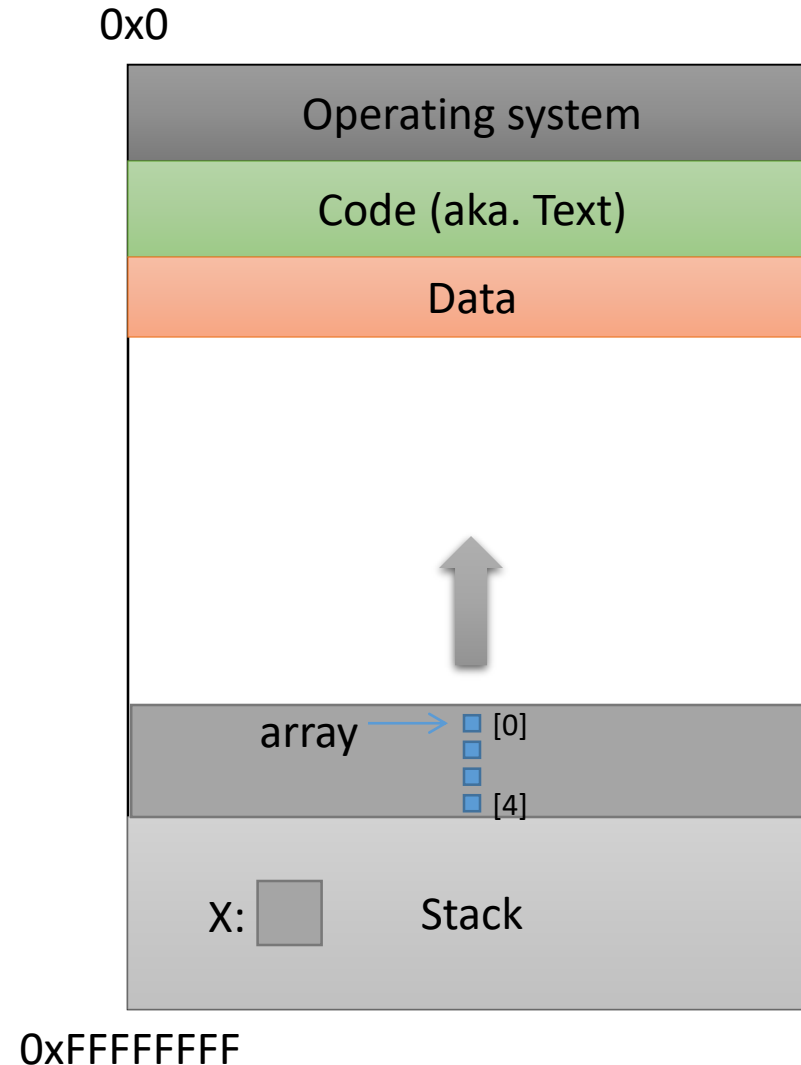 0x0
Operating system
Code (aka. Text)
Data
array
[0]
[4]
X:
Stack
0xFFFFFFFF